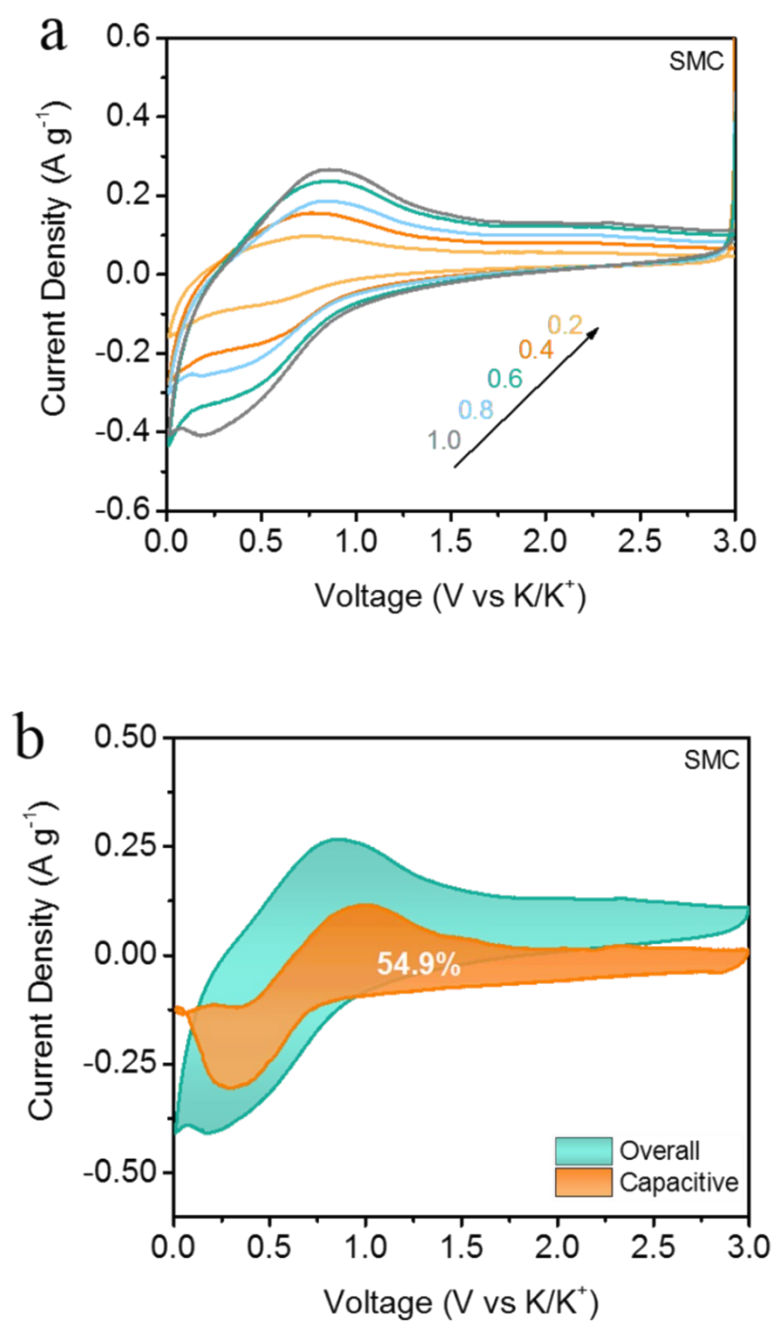 a
SMC
0.6
0.4
0.2
0.0
-0.2
-0.4
-0.6
Current Density (A g⁻¹)
0.2
0.4
0.6
0.8
1.0
0.0 0.5 1.0 1.5 2.0 2.5 3.0
Voltage (V vs K/K⁺)
b
SMC
0.50
0.25
0.00
-0.25
-0.50
Current Density (A g⁻¹)
54.9%
Overall
Capacitive
0.0 0.5 1.0 1.5 2.0 2.5 3.0
Voltage (V vs K/K⁺)